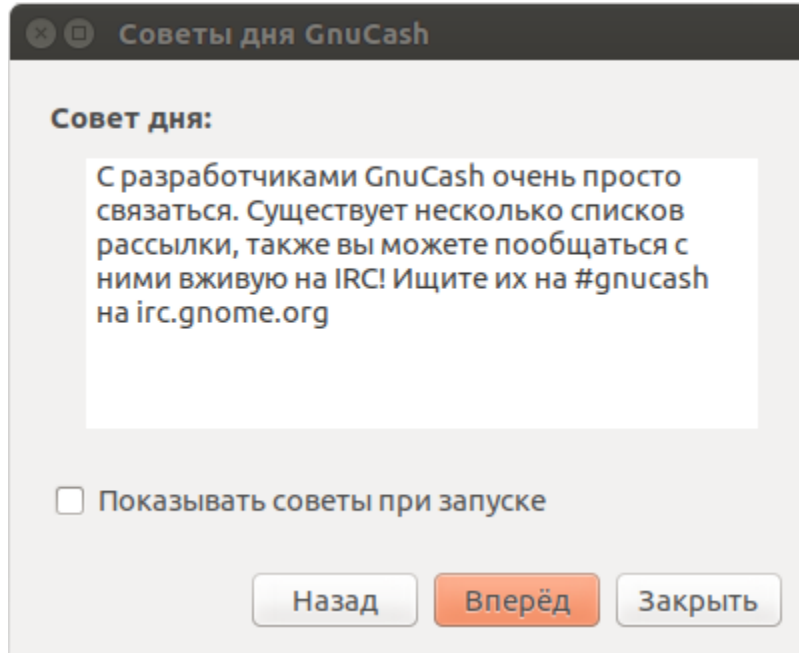 Советы дня GnuCash
Совет дня:
С разработчиками GnuCash очень просто
связаться. Существует несколько списков
рассылки, также вы можете пообщаться с
ними вживую на IRC! Ищите их на #gnucash
на irc.gnome.org
Показывать советы при запуске
Назад Вперёд Закрыть